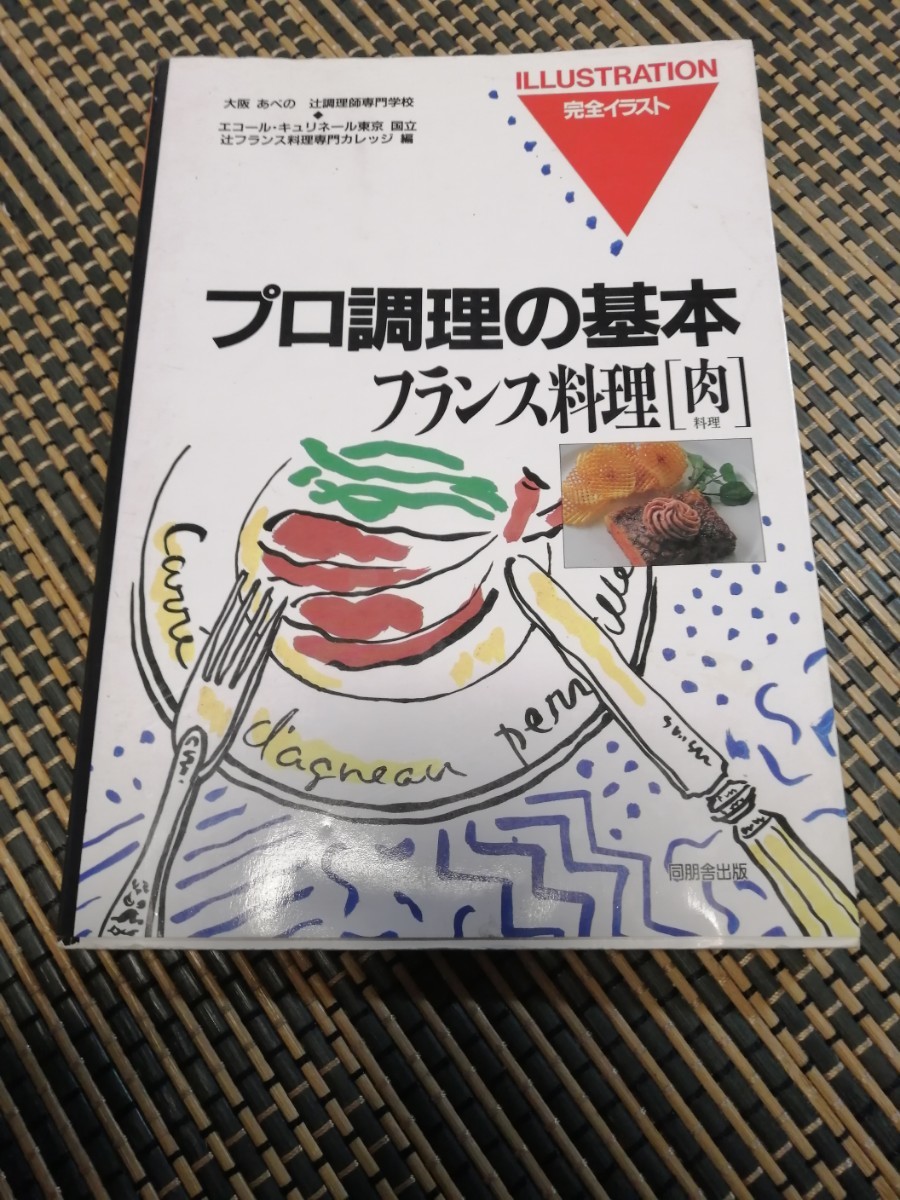 ILLUSTRATION
完全イラスト
大阪 あべの 辻調理師専門学校
エコール・キュリネール東京 国立
辻フランス料理専門カレッジ 編
プロ調理の基本
フランス料理[肉料理]
Carré
d'agneau
同朋舎出版